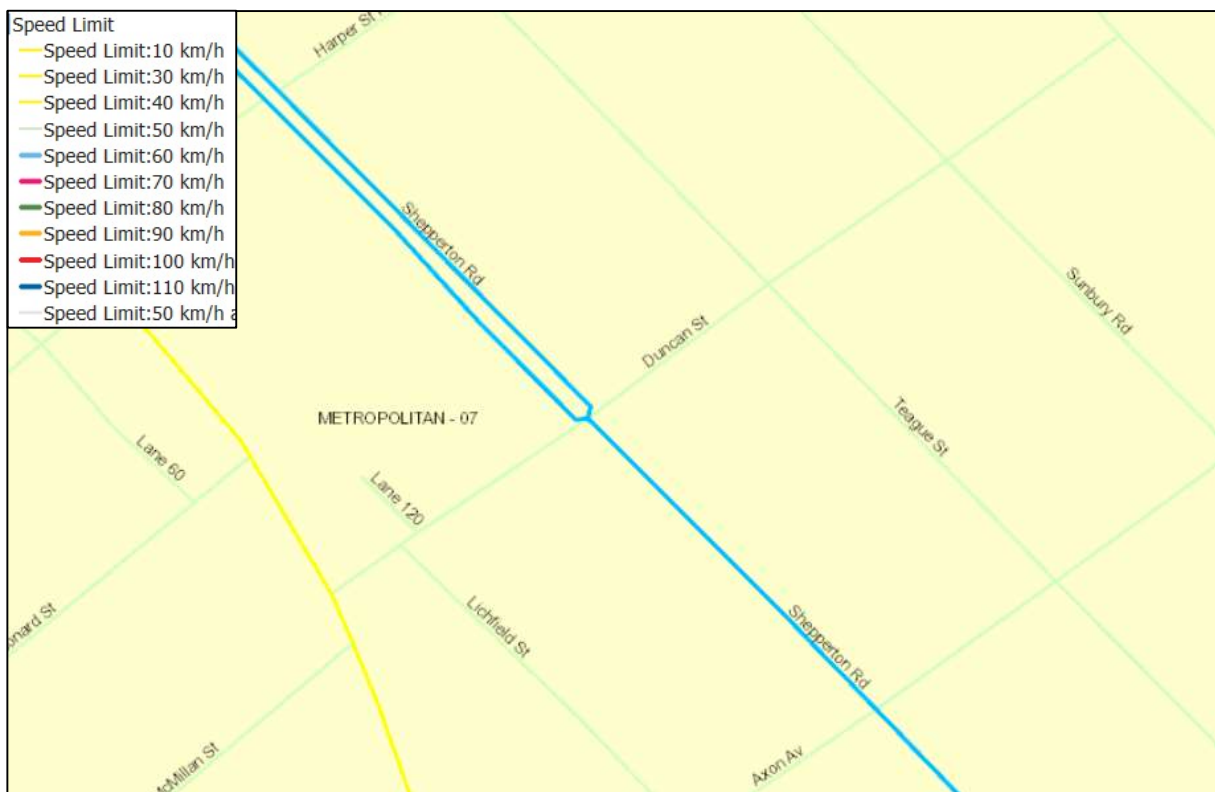 Speed Limit
Speed Limit:10 km/h
Speed Limit:30 km/h
Speed Limit:40 km/h
Speed Limit:50 km/h
Speed Limit:60 km/h
Speed Limit:70 km/h
Speed Limit:80 km/h
Speed Limit:90 km/h
Speed Limit:100 km/h
Speed Limit:110 km/h
Speed Limit:50 km/h a
Harper St
Shepperton Rd
Sunbury Rd
Duncan St
Teague St
METROPOLITAN - 07
Lane 60
Lane 120
Lichfield St
onard St
Shepperton Rd
McMillan St
Axon Av